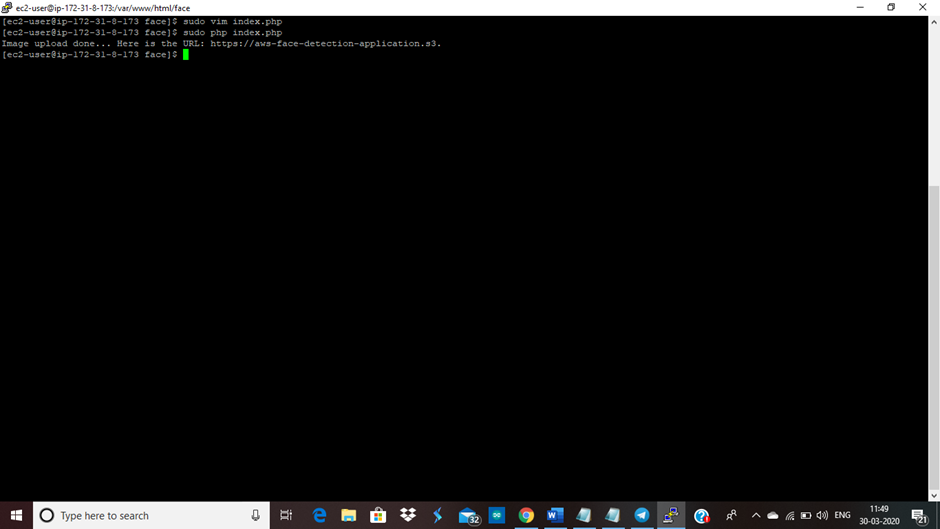 ec2-user@ip-172-31-8-173:/var/www/html/face
[ec2-user@ip-172-31-8-173 face]$ sudo vim index.php
[ec2-user@ip-172-31-8-173 face]$ sudo php index.php
Image upload done... Here is the URL: https://aws-face-detection-application.s3.
[ec2-user@ip-172-31-8-173 face]$
Type here to search
32
ENG
11:49
30-03-2020
21